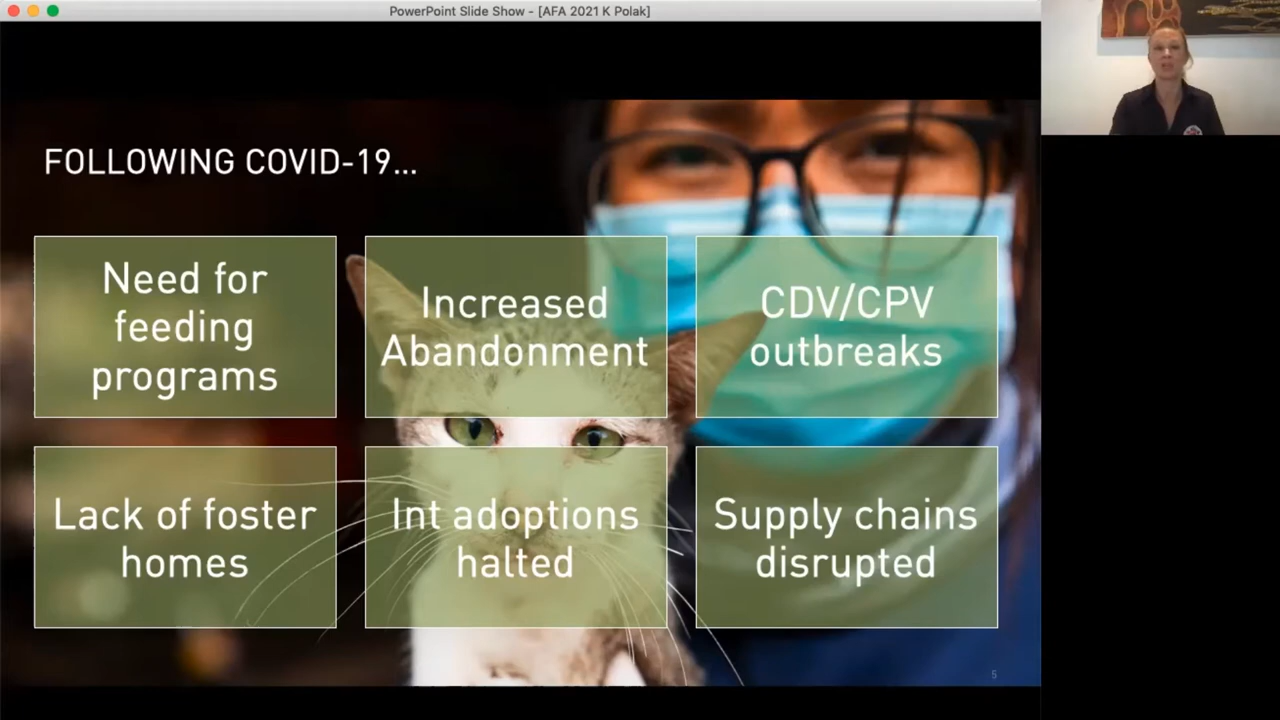 PowerPoint Slide Show - [AFA 2021 K Polak]
FOLLOWING COVID-19...
Need for
feeding
programs
Increased
Abandonment
CDV/CPV
outbreaks
Lack of foster
homes
Int adoptions
halted
Supply chains
disrupted
5